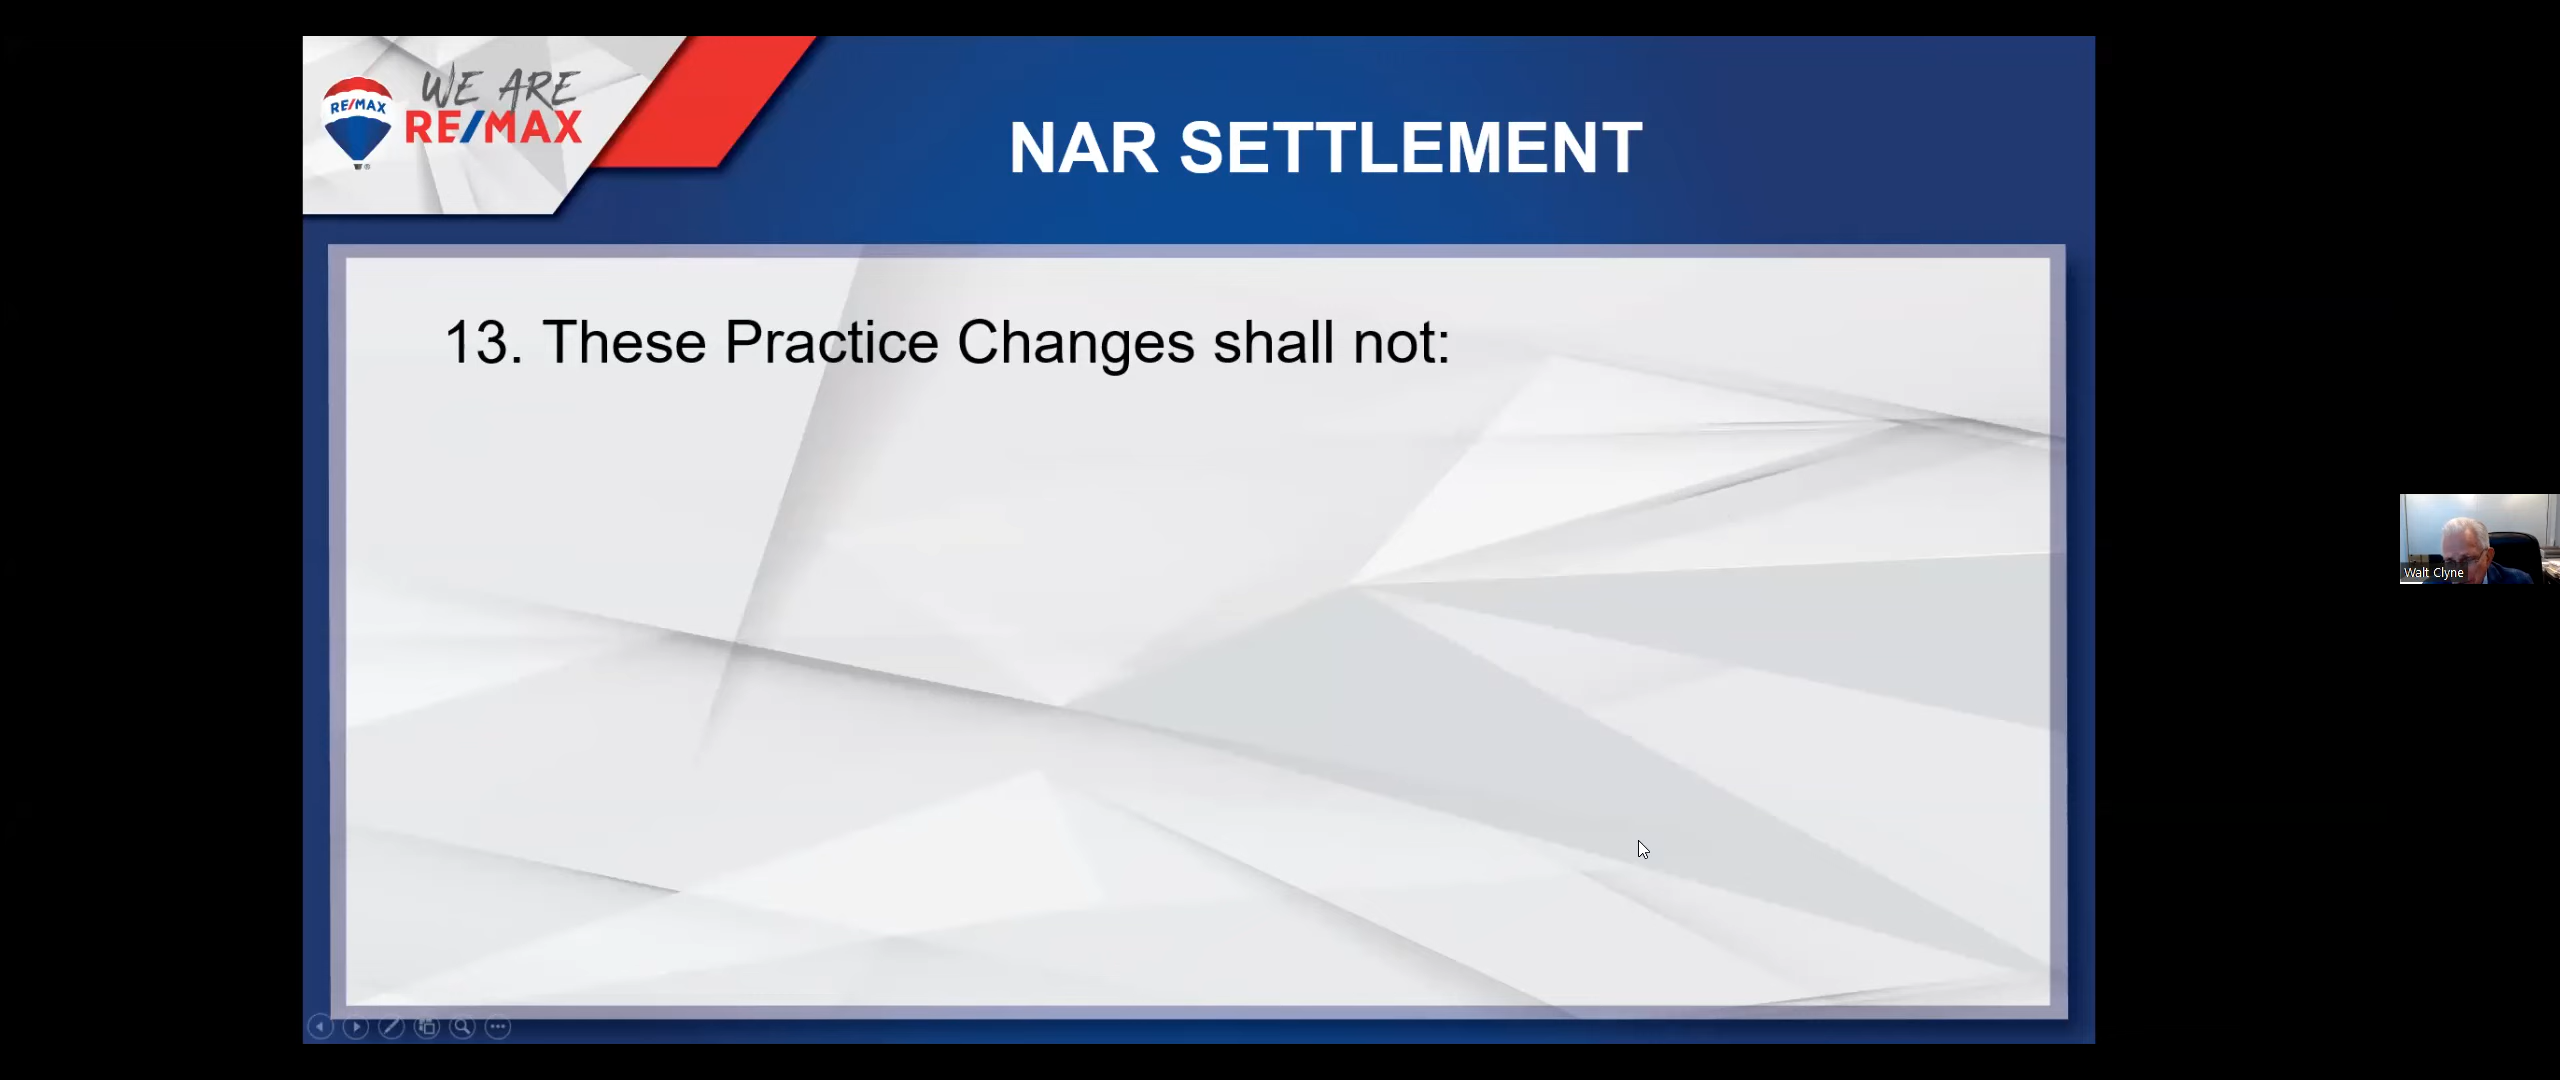 WE ARE
RE/MAX
RE/MAX
NAR SETTLEMENT
13. These Practice Changes shall not:
Walt Clyne